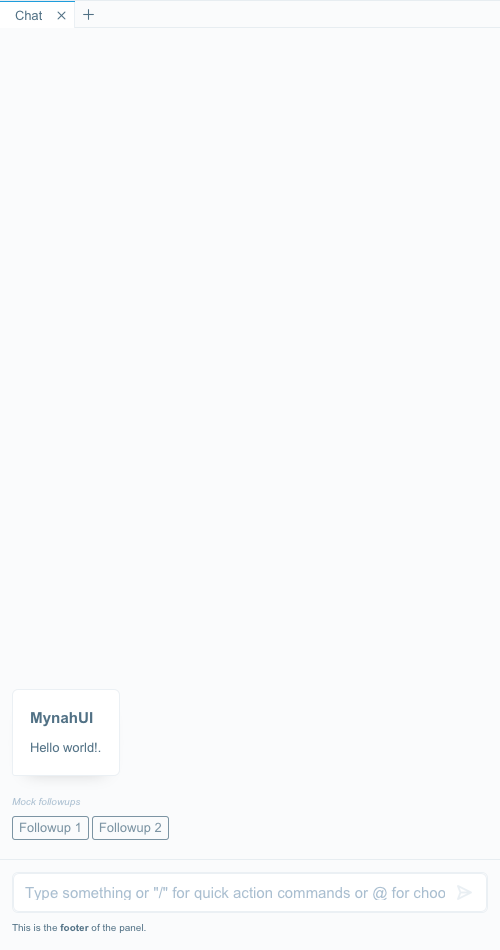 Chat
MynahUI
Hello world!.
Mock followups
Followup 1 Followup 2
Type something or "/" for quick action commands or @ for choo
This is the footer of the panel.